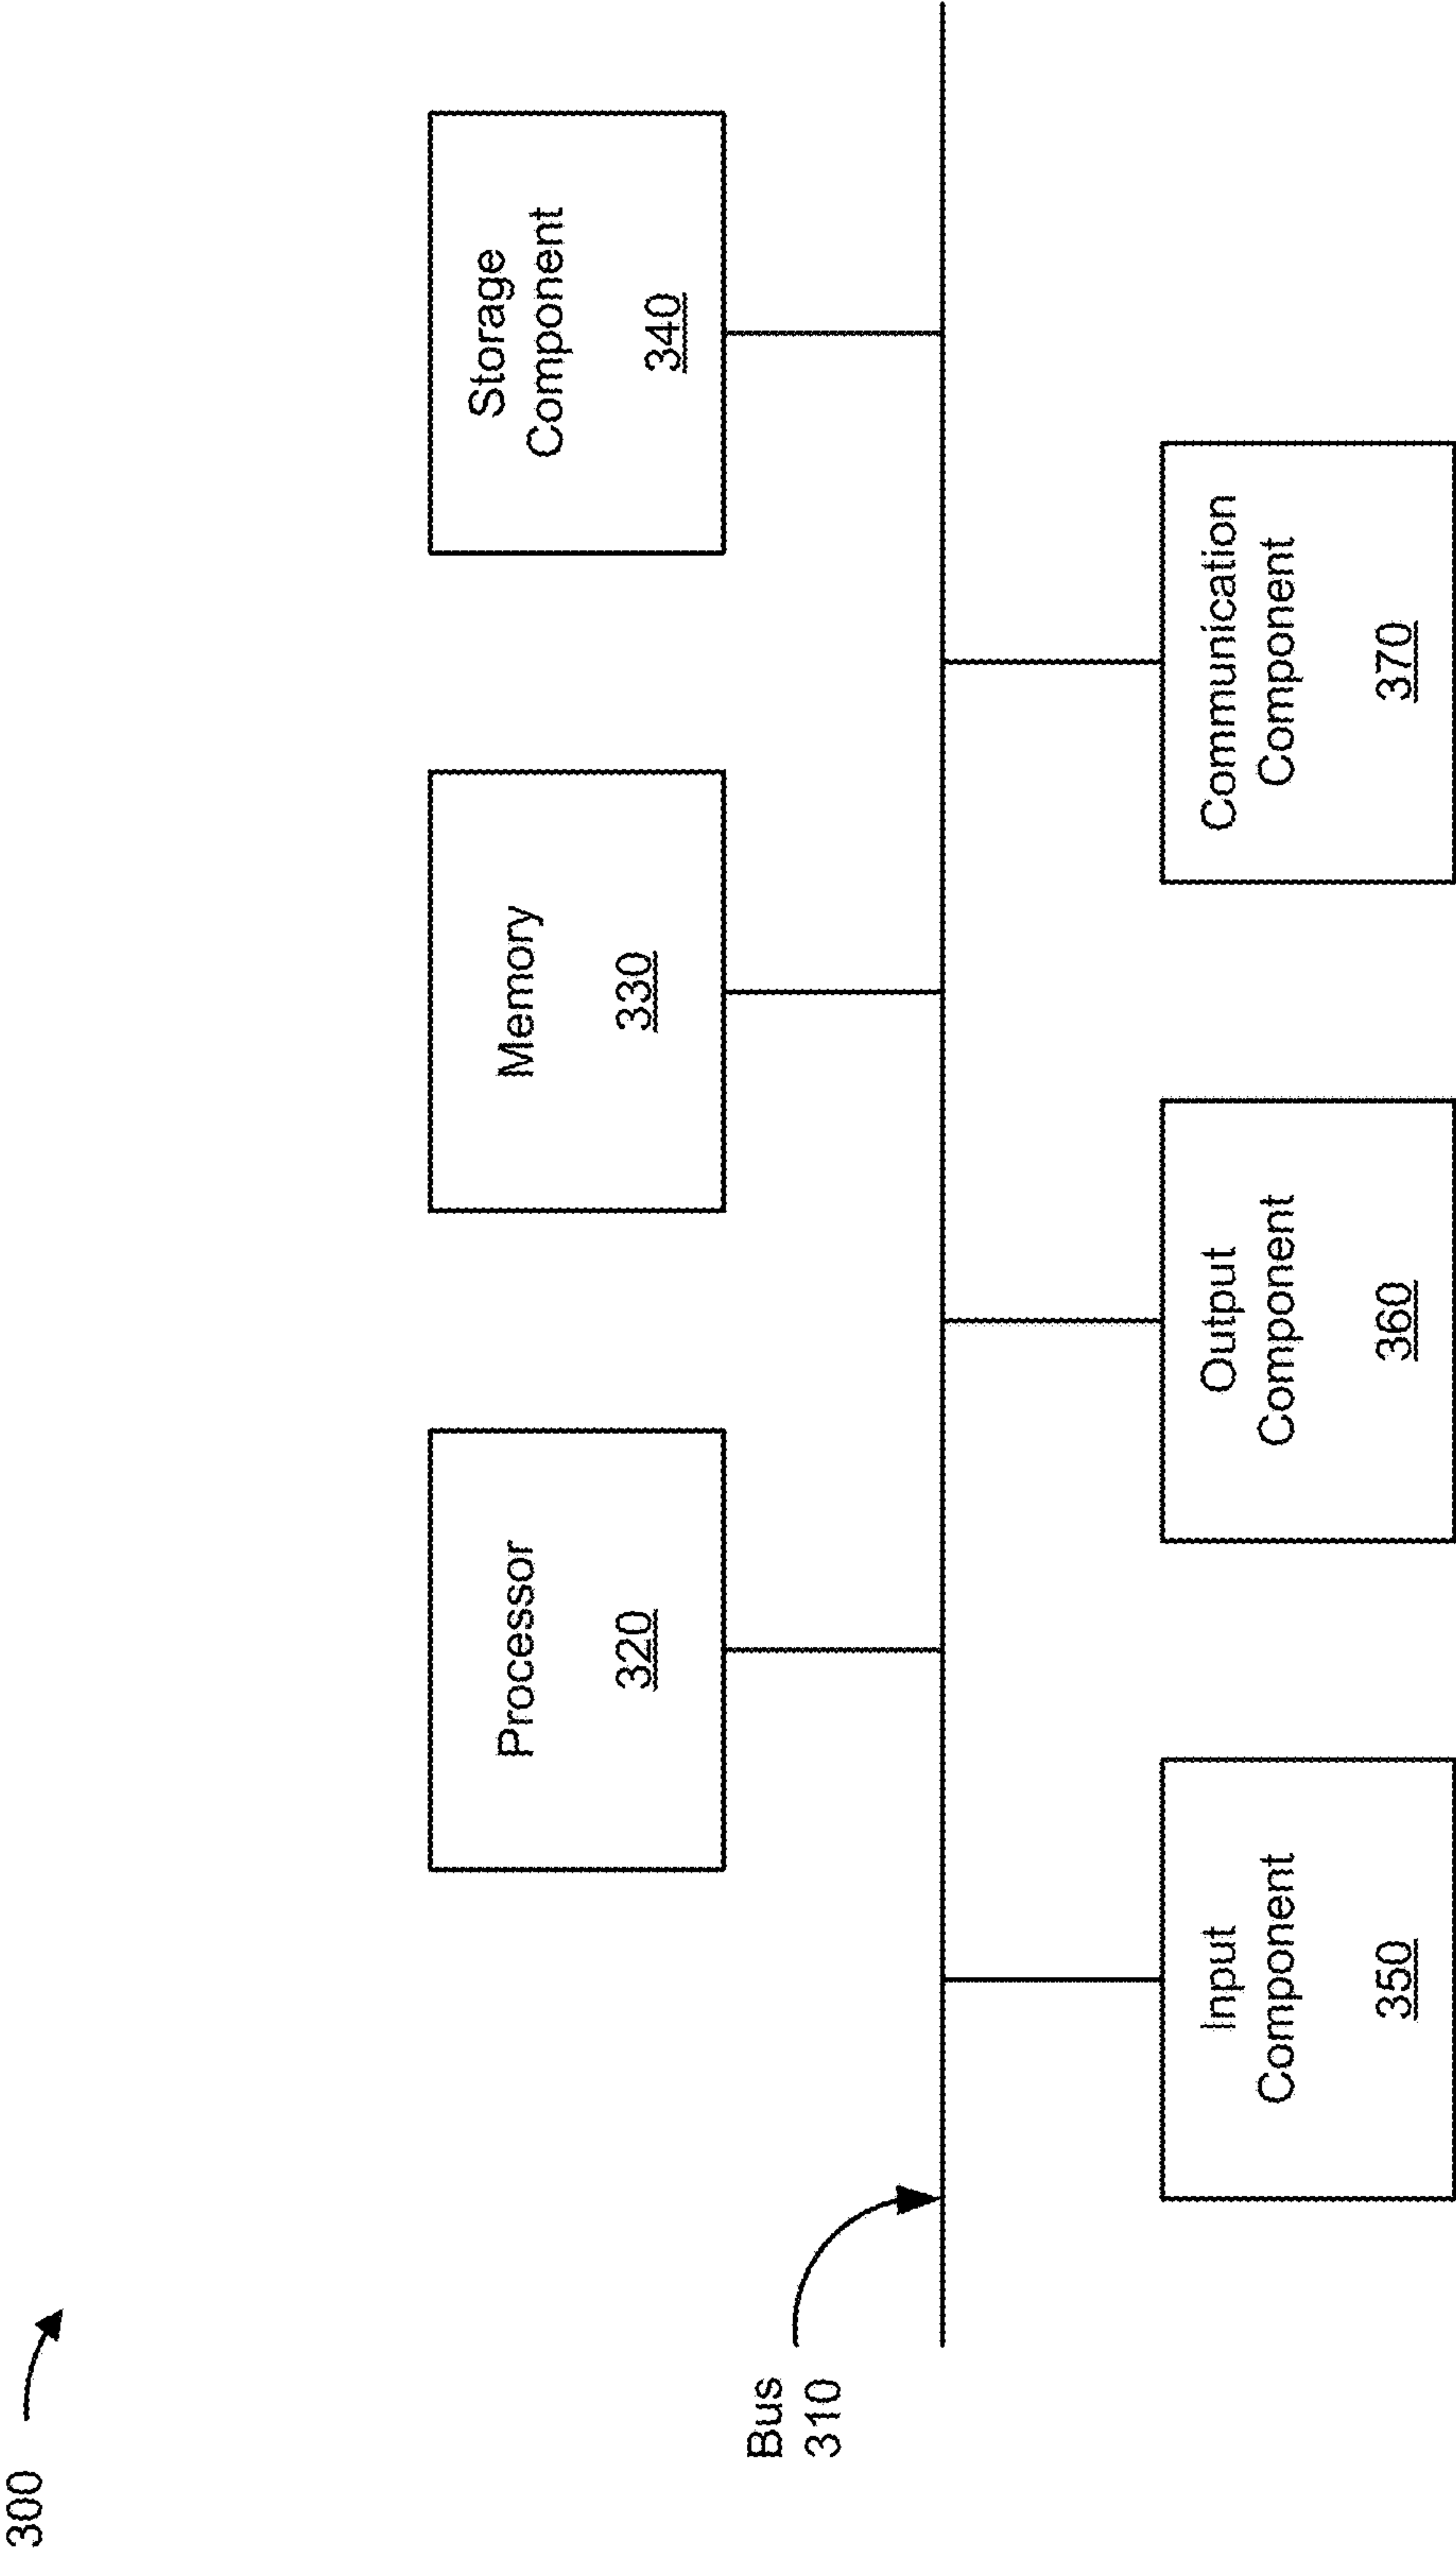 300
Processor
320
Memory
330
Storage
Component
340
Bus
310
Input
Component
350
Output
Component
360
Communication
Component
370